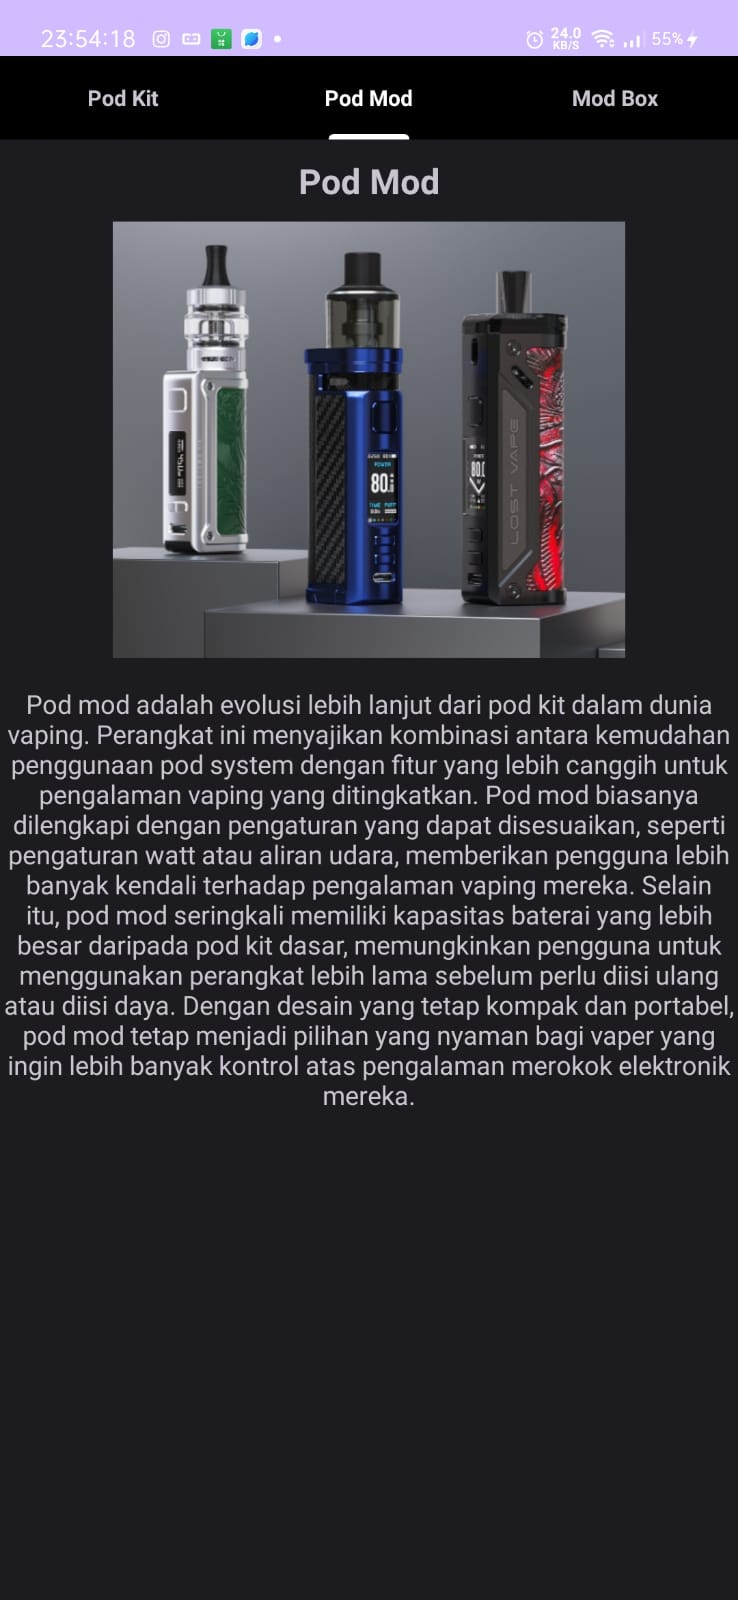 23:54:18 24.0 KB/S 55%
Pod Kit Pod Mod Mod Box
Pod Mod
POWER
80.
80.
LOST VAPE
Pod mod adalah evolusi lebih lanjut dari pod kit dalam dunia
vaping. Perangkat ini menyajikan kombinasi antara kemudahan
penggunaan pod system dengan fitur yang lebih canggih untuk
pengalaman vaping yang ditingkatkan. Pod mod biasanya
dilengkapi dengan pengaturan yang dapat disesuaikan, seperti
pengaturan watt atau aliran udara, memberikan pengguna lebih
banyak kendali terhadap pengalaman vaping mereka. Selain
itu, pod mod seringkali memiliki kapasitas baterai yang lebih
besar daripada pod kit dasar, memungkinkan pengguna untuk
menggunakan perangkat lebih lama sebelum perlu diisi ulang
atau diisi daya. Dengan desain yang tetap kompak dan portabel,
pod mod tetap menjadi pilihan yang nyaman bagi vaper yang
ingin lebih banyak kontrol atas pengalaman merokok elektronik
mereka.